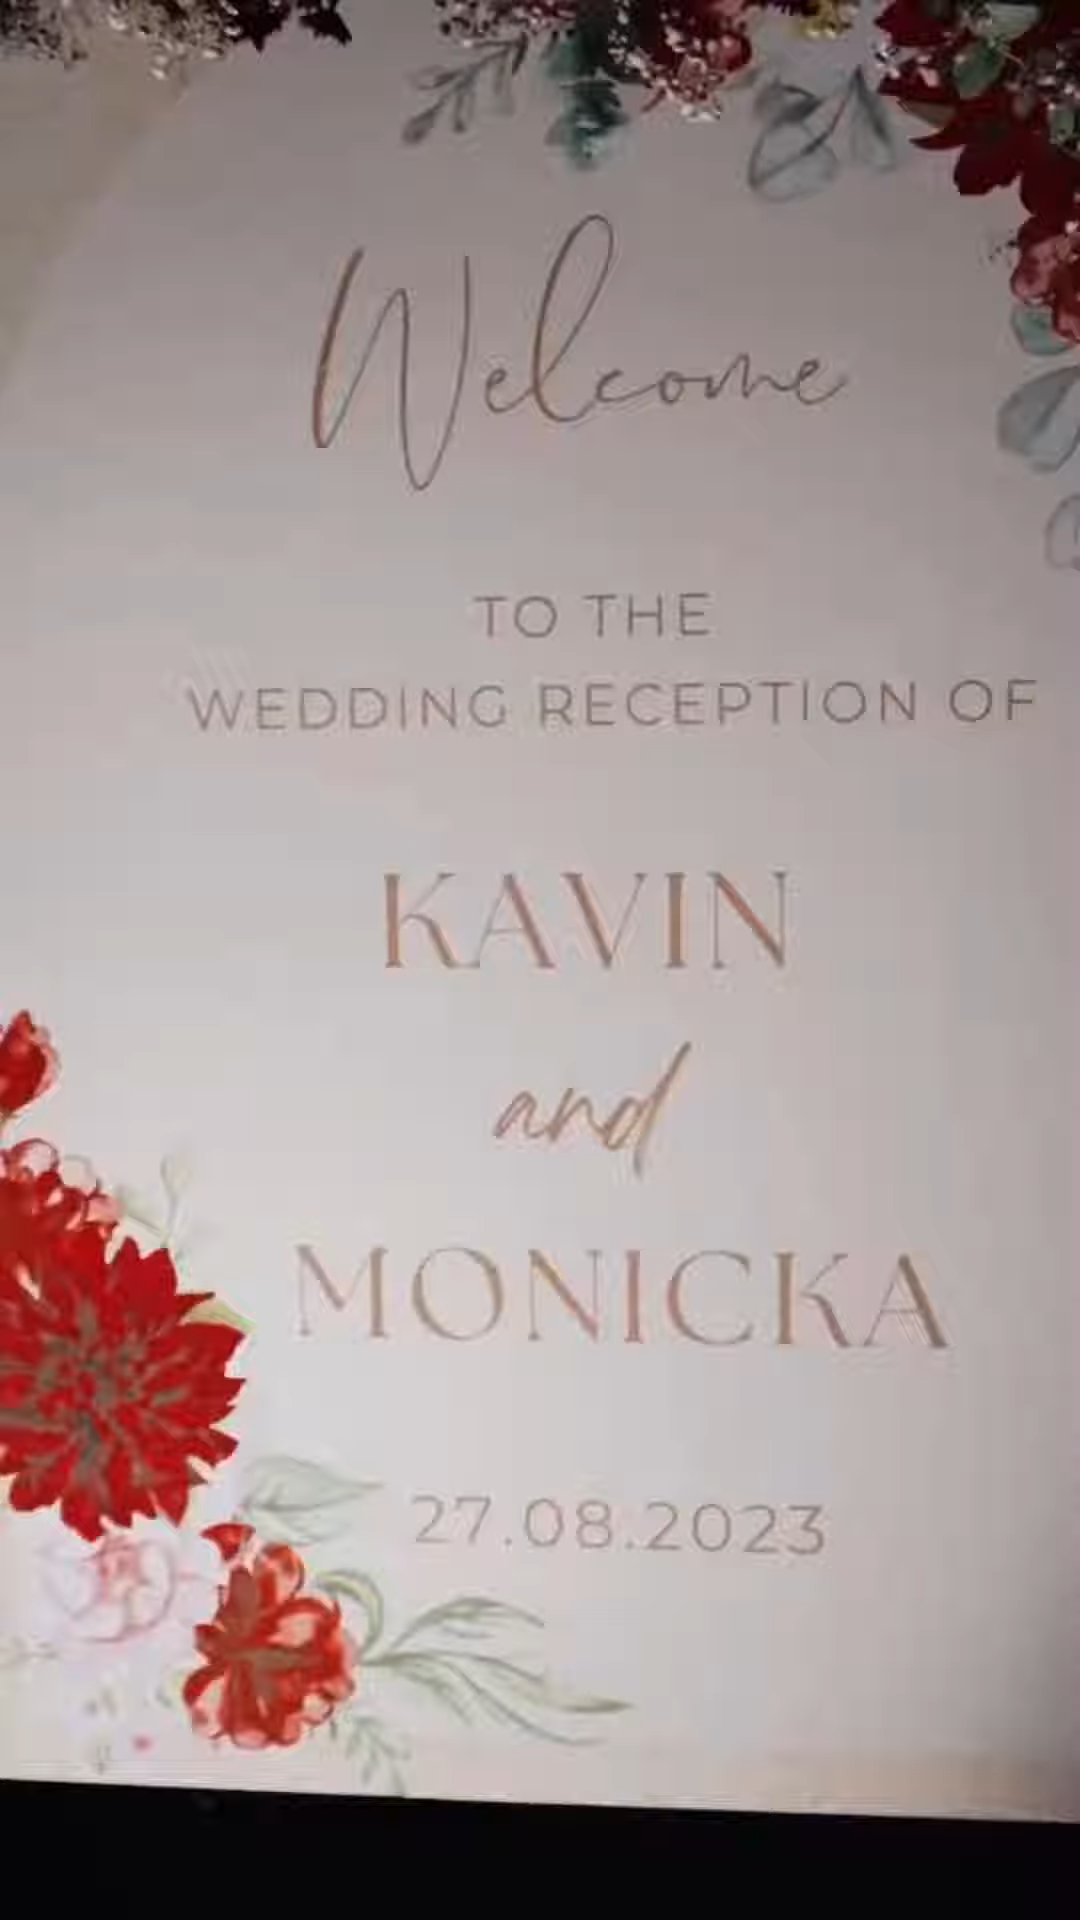 Welcome
TO THE
WEDDING RECEPTION OF
KAVIN
and
MONICKA
27.08.2023